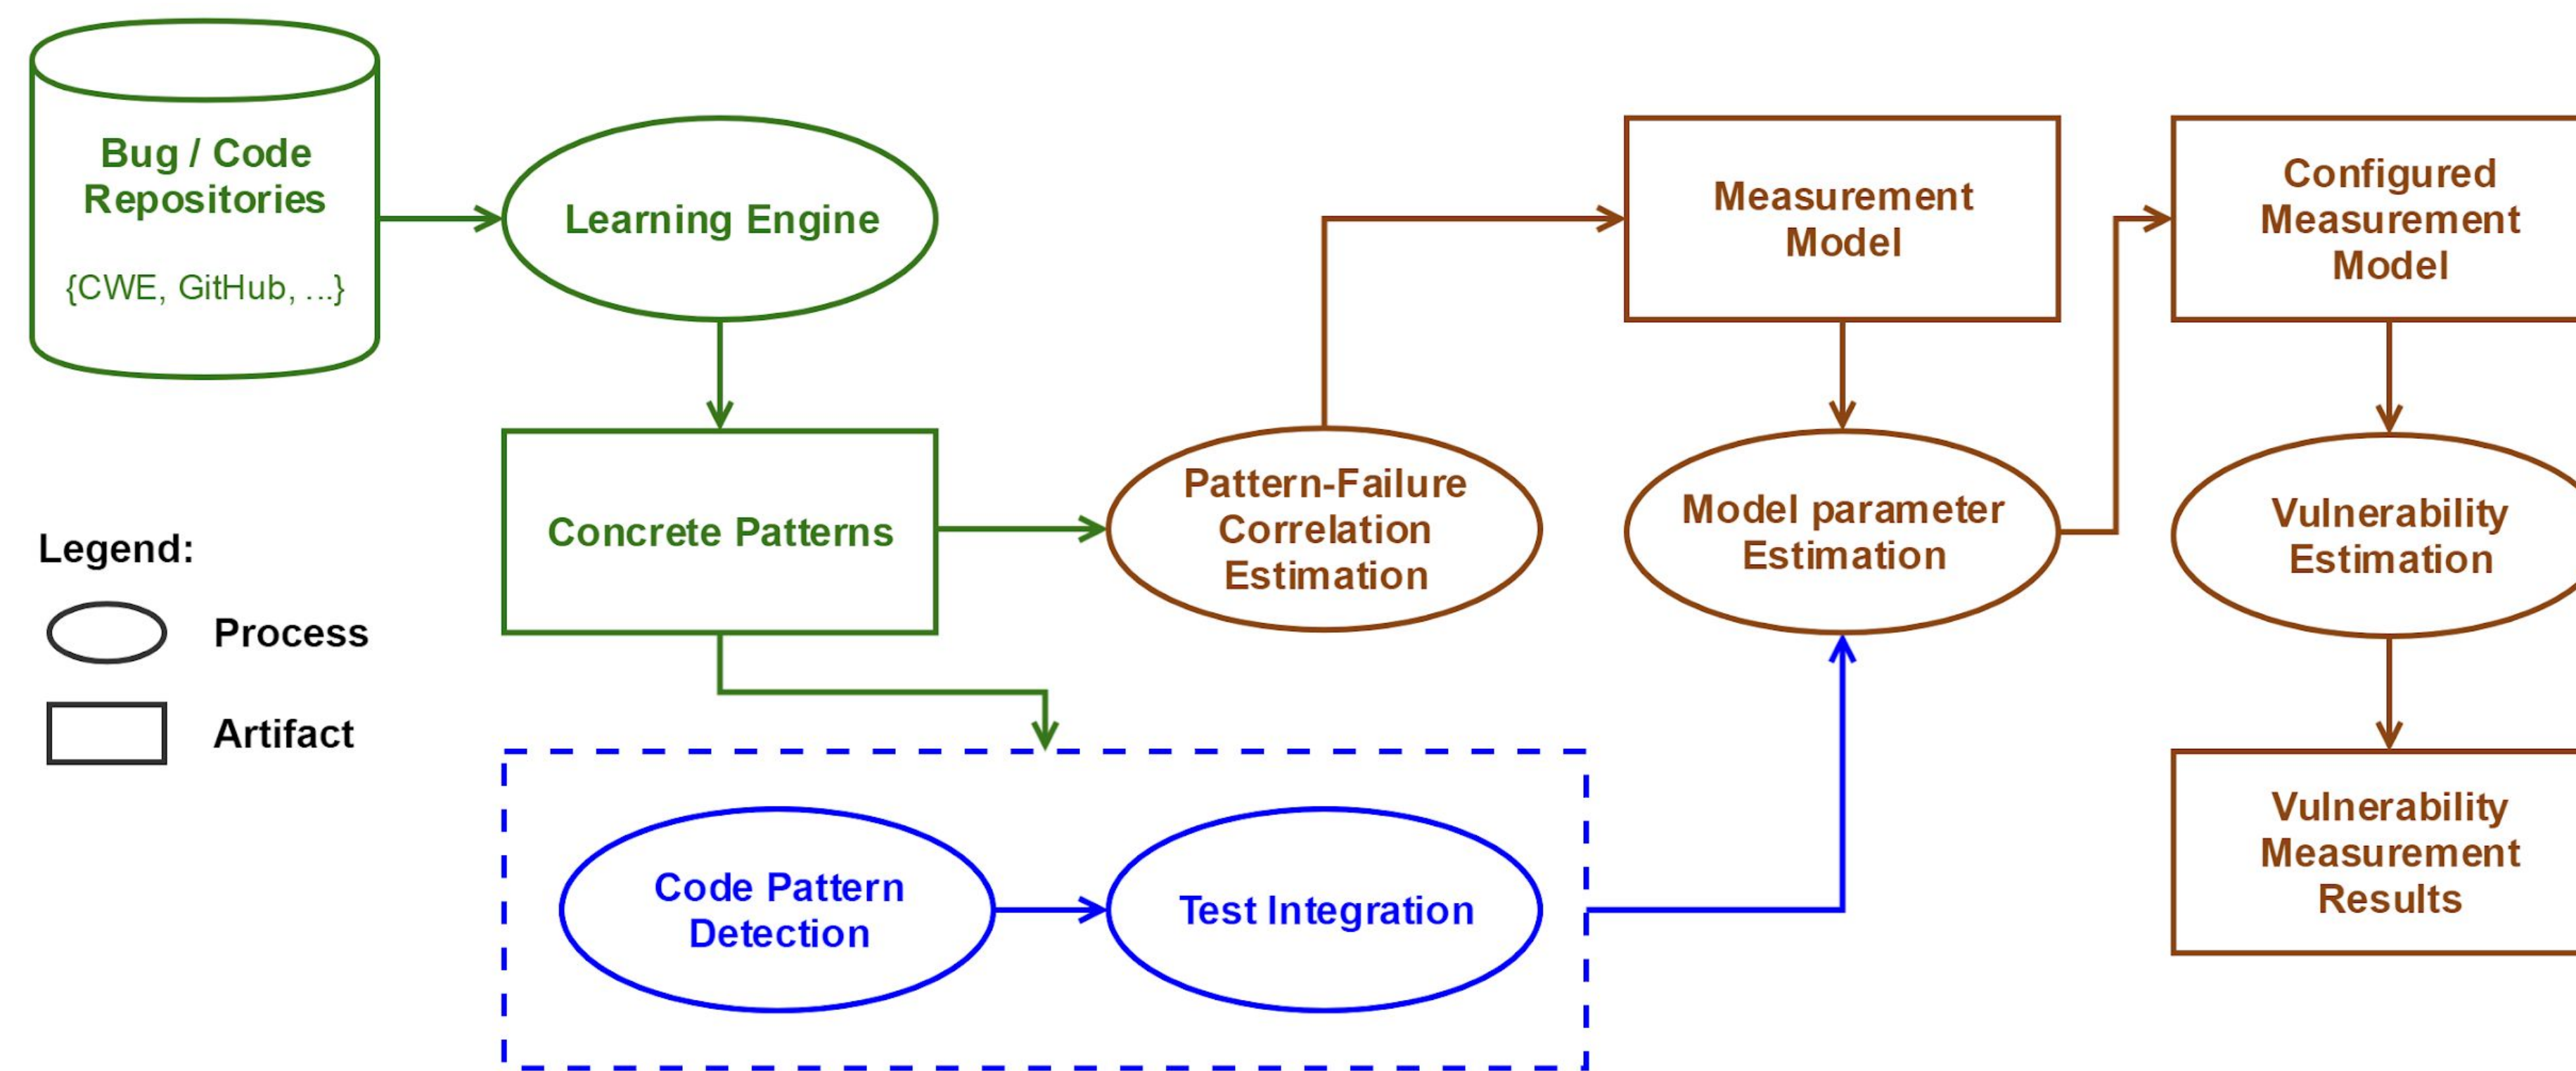 Bug / Code
Repositories
{CWE, GitHub, ...}
Learning Engine
Concrete Patterns
Pattern-Failure
Correlation
Estimation
Measurement
Model
Model parameter
Estimation
Configured
Measurement
Model
Vulnerability
Estimation
Vulnerability
Measurement
Results
Code Pattern
Detection
Test Integration
Legend:
Process
Artifact